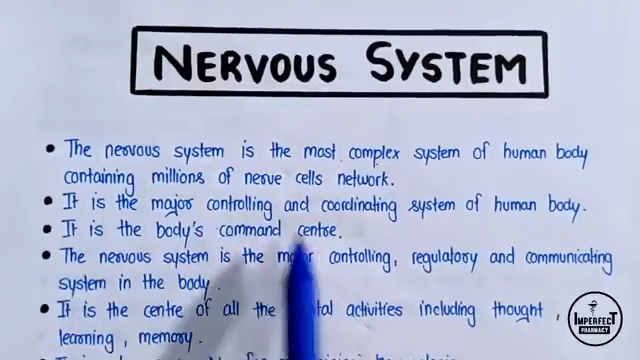 NERVOUS SYSTEM
• The nervous system is the most complex system of human body
containing millions of nerve cells network.
• It is the major controlling and coordinating system of human body.
• It is the body's command centre.
• The nervous system is the controlling, regulatory and communicating
system in the body.
• It is the centre of all the activities including thought,
learning, memory.
IMPERFECT
PHARMACY